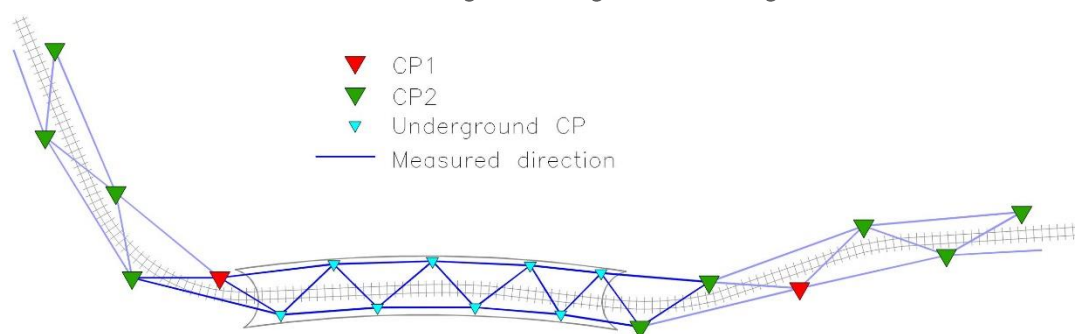 CP1
CP2
Underground CP
Measured direction